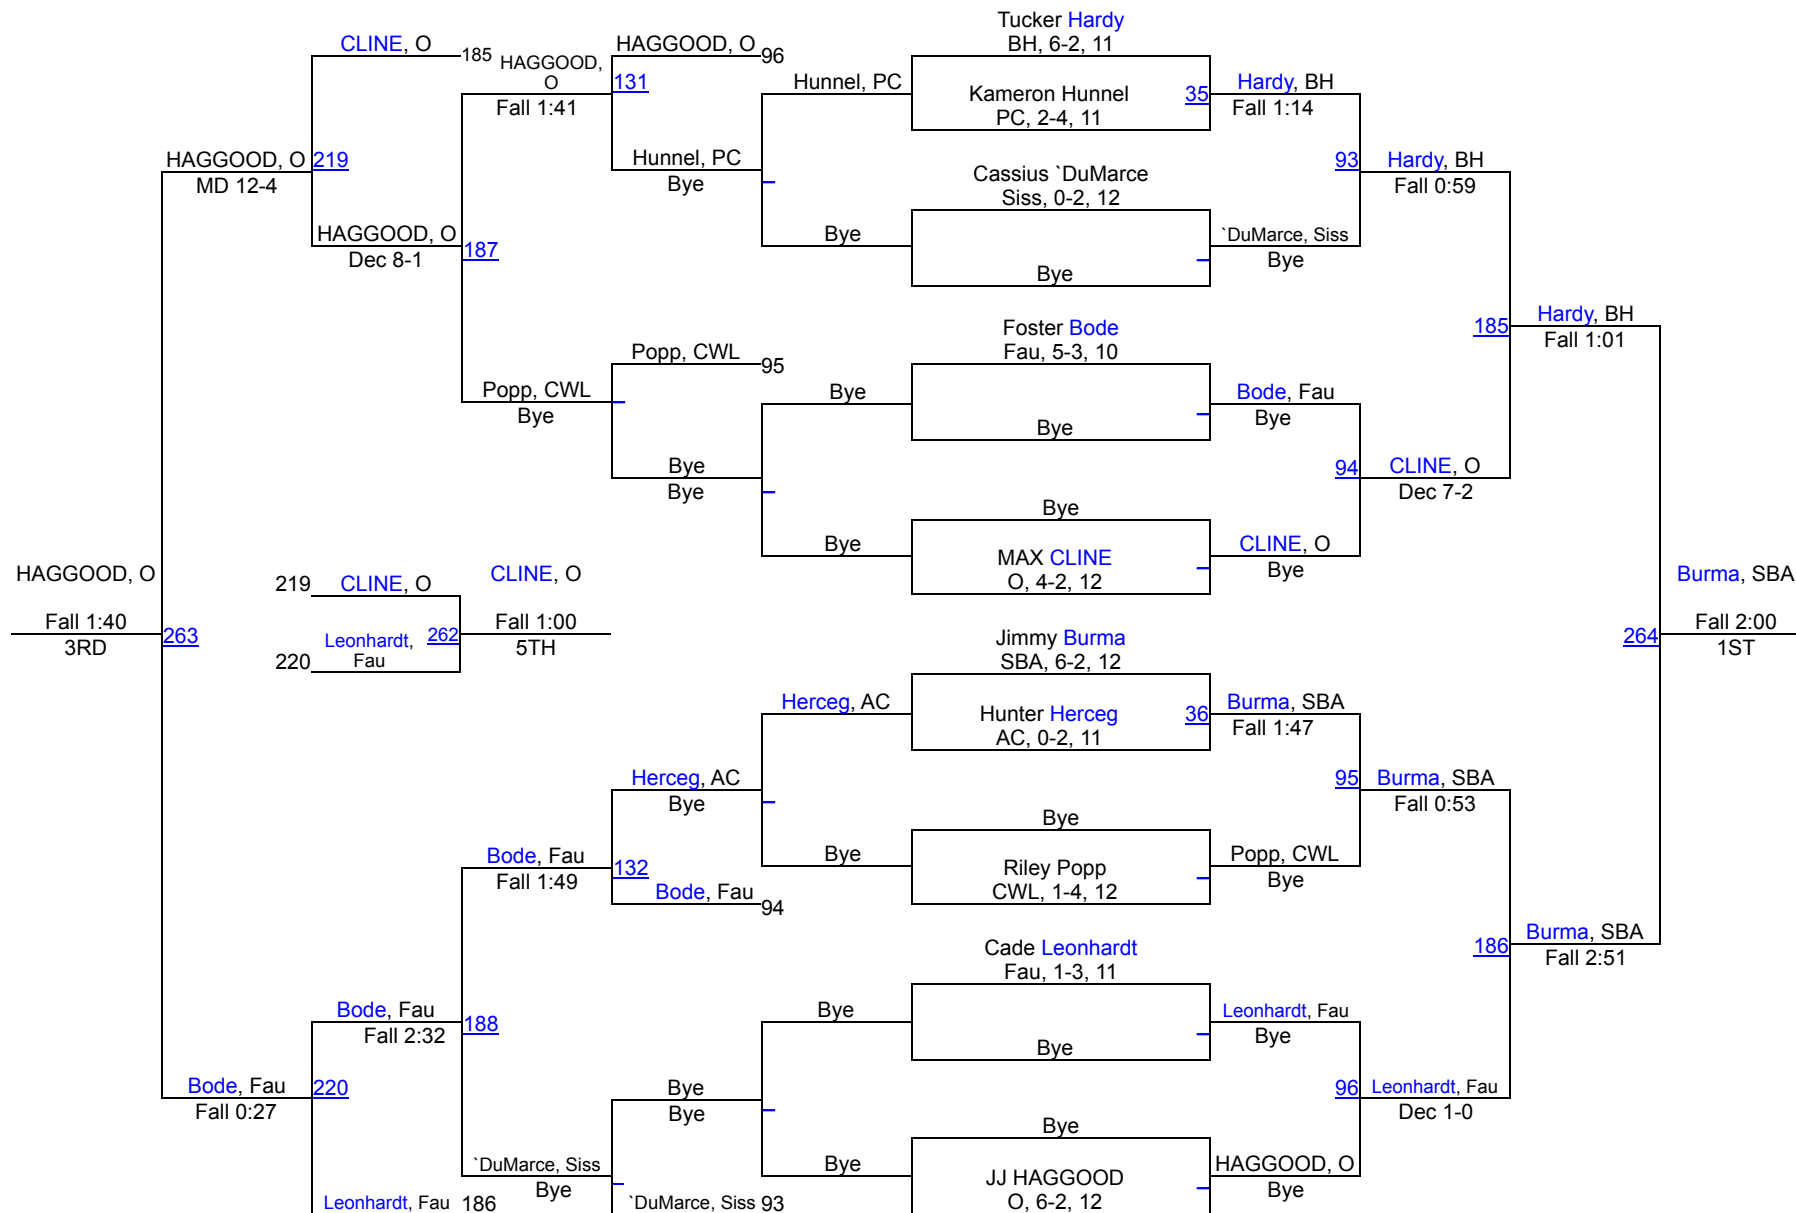 Tucker Hardy
BH, 6-2, 11
CLINE, O
185
HAGGOOD,
O
Fall 1:41
HAGGOOD, O
96
131
Hunnel, PC
Kameron Hunnel
PC, 2-4, 11
35
Hardy, BH
Fall 1:14
HAGGOOD, O
MD 12-4
219
Hunnel, PC
Bye
Cassius `DuMarce
Siss, 0-2, 12
93
Hardy, BH
Fall 0:59
HAGGOOD, O
Dec 8-1
187
Bye
Bye
`DuMarce, Siss
Bye
Foster Bode
Fau, 5-3, 10
185
Hardy, BH
Fall 1:01
Popp, CWL
95
Popp, CWL
Bye
Bye
Bye
Bode, Fau
Bye
Bye
Bye
94
CLINE, O
Dec 7-2
Bye
Bye
MAX CLINE
O, 4-2, 12
CLINE, O
Bye
HAGGOOD, O
Fall 1:40
3RD
263
219
CLINE, O
220
Leonhardt,
Fau
262
CLINE, O
Fall 1:00
5TH
Burma, SBA
Fall 2:00
1ST
264
Jimmy Burma
SBA, 6-2, 12
Herceg, AC
Hunter Herceg
AC, 0-2, 11
36
Burma, SBA
Fall 1:47
Herceg, AC
Bye
95
Burma, SBA
Fall 0:53
Bye
Bode, Fau
Fall 1:49
132
Bye
Riley Popp
CWL, 1-4, 12
Popp, CWL
Bye
Bode, Fau
94
Cade Leonhardt
Fau, 1-3, 11
186
Burma, SBA
Fall 2:51
Bode, Fau
Fall 2:32
188
Bye
Bye
Leonhardt, Fau
Bye
Bode, Fau
Fall 0:27
220
Bye
Bye
96
Leonhardt, Fau
Dec 1-0
Bye
`DuMarce, Siss
Bye
Bye
JJ HAGGOOD
O, 6-2, 12
HAGGOOD, O
Bye
Leonhardt, Fau
186
`DuMarce, Siss
93